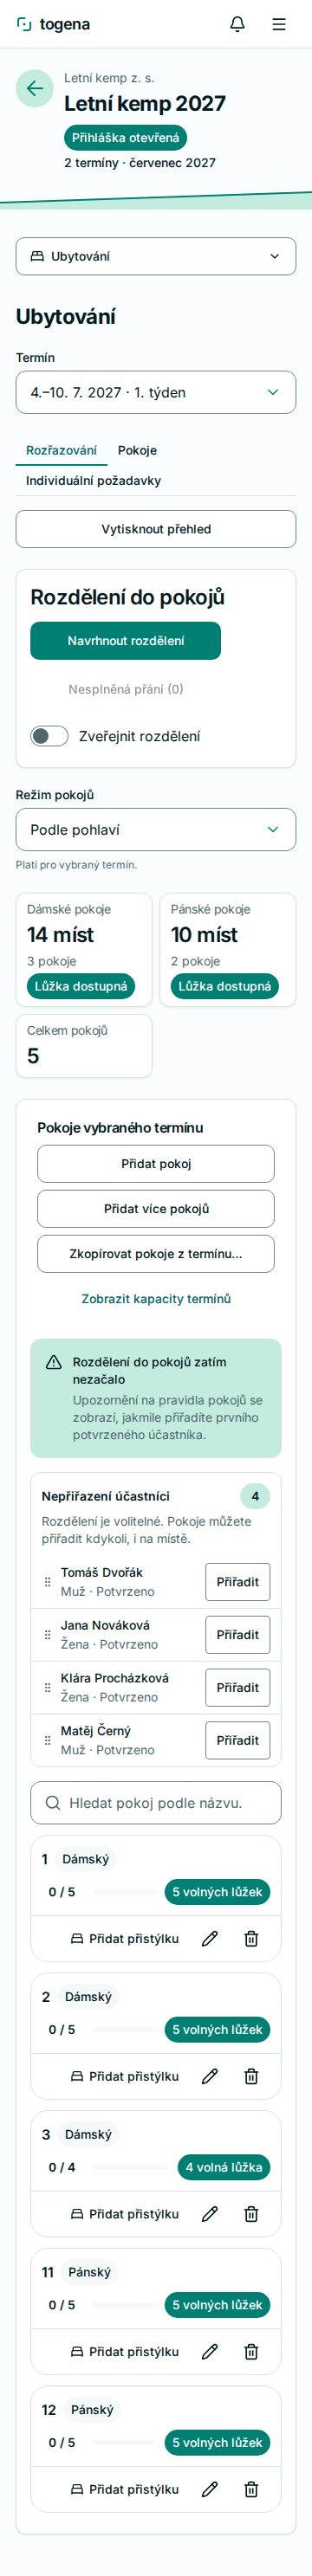 togena
Letní kemp z. s.
Letní kemp 2027
Přihláška otevřená
2 termíny · červenec 2027
Ubytování
Ubytování
Termín
4.–10. 7. 2027 · 1. týden
Rozřazování
Pokoje
Individuální požadavky
Vytisknout přehled
Rozdělení do pokojů
Navrhnout rozdělení
Nesplněná přání (0)
Zveřejnit rozdělení
Režim pokojů
Podle pohlaví
Platí pro vybraný termín.
Dámské pokoje
14 míst
3 pokoje
Lůžka dostupná
Pánské pokoje
10 míst
2 pokoje
Lůžka dostupná
Celkem pokojů
5
Pokoje vybraného termínu
Přidat pokoj
Přidat více pokojů
Zkopírovat pokoje z termínu…
Zobrazit kapacity termínů
Rozdělení do pokojů zatím
nezačalo
Upozornění na pravidla pokojů se
zobrazí, jakmile přiřadíte prvního
potvrzeného účastníka.
Nepřiřazení účastníci
4
Rozdělení je volitelné. Pokoje můžete
přiřadit kdykoli, i na místě.
Tomáš Dvořák
Muž · Potvrzeno
Přiřadit
Jana Nováková
Žena · Potvrzeno
Přiřadit
Klára Procházková
Žena · Potvrzeno
Přiřadit
Matěj Černý
Muž · Potvrzeno
Přiřadit
Hledat pokoj podle názvu.
1 Dámský
0 / 5
5 volných lůžek
Přidat přistýlku
2 Dámský
0 / 5
5 volných lůžek
Přidat přistýlku
3 Dámský
0 / 4
4 volná lůžka
Přidat přistýlku
11 Pánský
0 / 5
5 volných lůžek
Přidat přistýlku
12 Pánský
0 / 5
5 volných lůžek
Přidat přistýlku